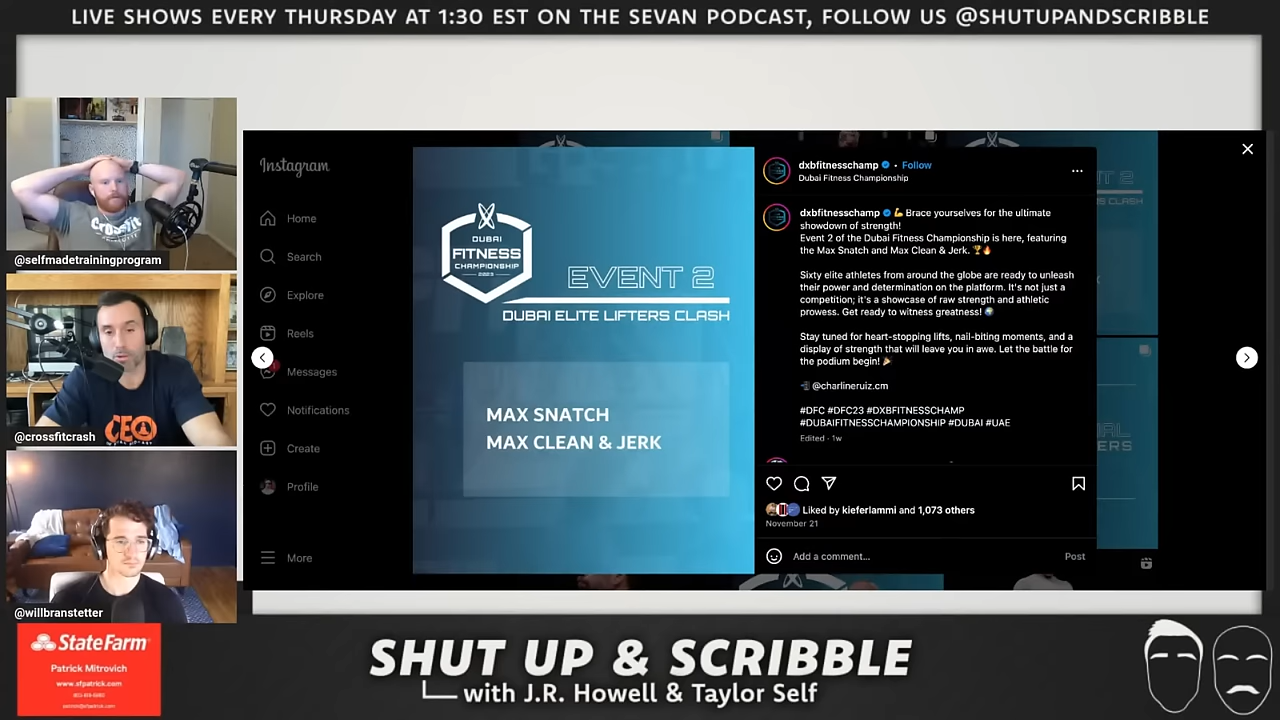 LIVE SHOWS EVERY THURSDAY AT 1:30 EST ON THE SEVAN PODCAST, FOLLOW US @SHUTUPANDSCRIBBLE
CrossFit
@selfmadetrainingprogram
CEO
@crossfitcrash
@willbranstetter
Instagram
Home
Search
Explore
Reels
Messages
Notifications
Create
Profile
More
DUBAI
FITNESS
CHAMPIONSHIP
EVENT 2
DUBAI ELITE LIFTERS CLASH
MAX SNATCH
MAX CLEAN & JERK
dxbfitnesschamp • Follow
Dubai Fitness Championship
dxbfitnesschamp 💪 Brace yourselves for the ultimate
showdown of strength!
Event 2 of the Dubai Fitness Championship is here, featuring
the Max Snatch and Max Clean & Jerk. 🏆🔥
Sixty elite athletes from around the globe are ready to unleash
their power and determination on the platform. It's not just a
competition; it's a showcase of raw strength and athletic
prowess. Get ready to witness greatness! 🌍
Stay tuned for heart-stopping lifts, nail-biting moments, and a
display of strength that will leave you in awe. Let the battle for
the podium begin! 🎉
📲 @charlineruiz.cm
#DFC #DFC23 #DXBFITNESSCHAMP
#DUBAIFITNESSCHAMPIONSHIP #DUBAI #UAE
Edited · 1w
Liked by kieferlammi and 1,073 others
November 21
Add a comment...
Post
StateFarm
Patrick Mitrovich
www.sfpatrick.com
SHUT UP & SCRIBBLE
with J.R. Howell & Taylor Self